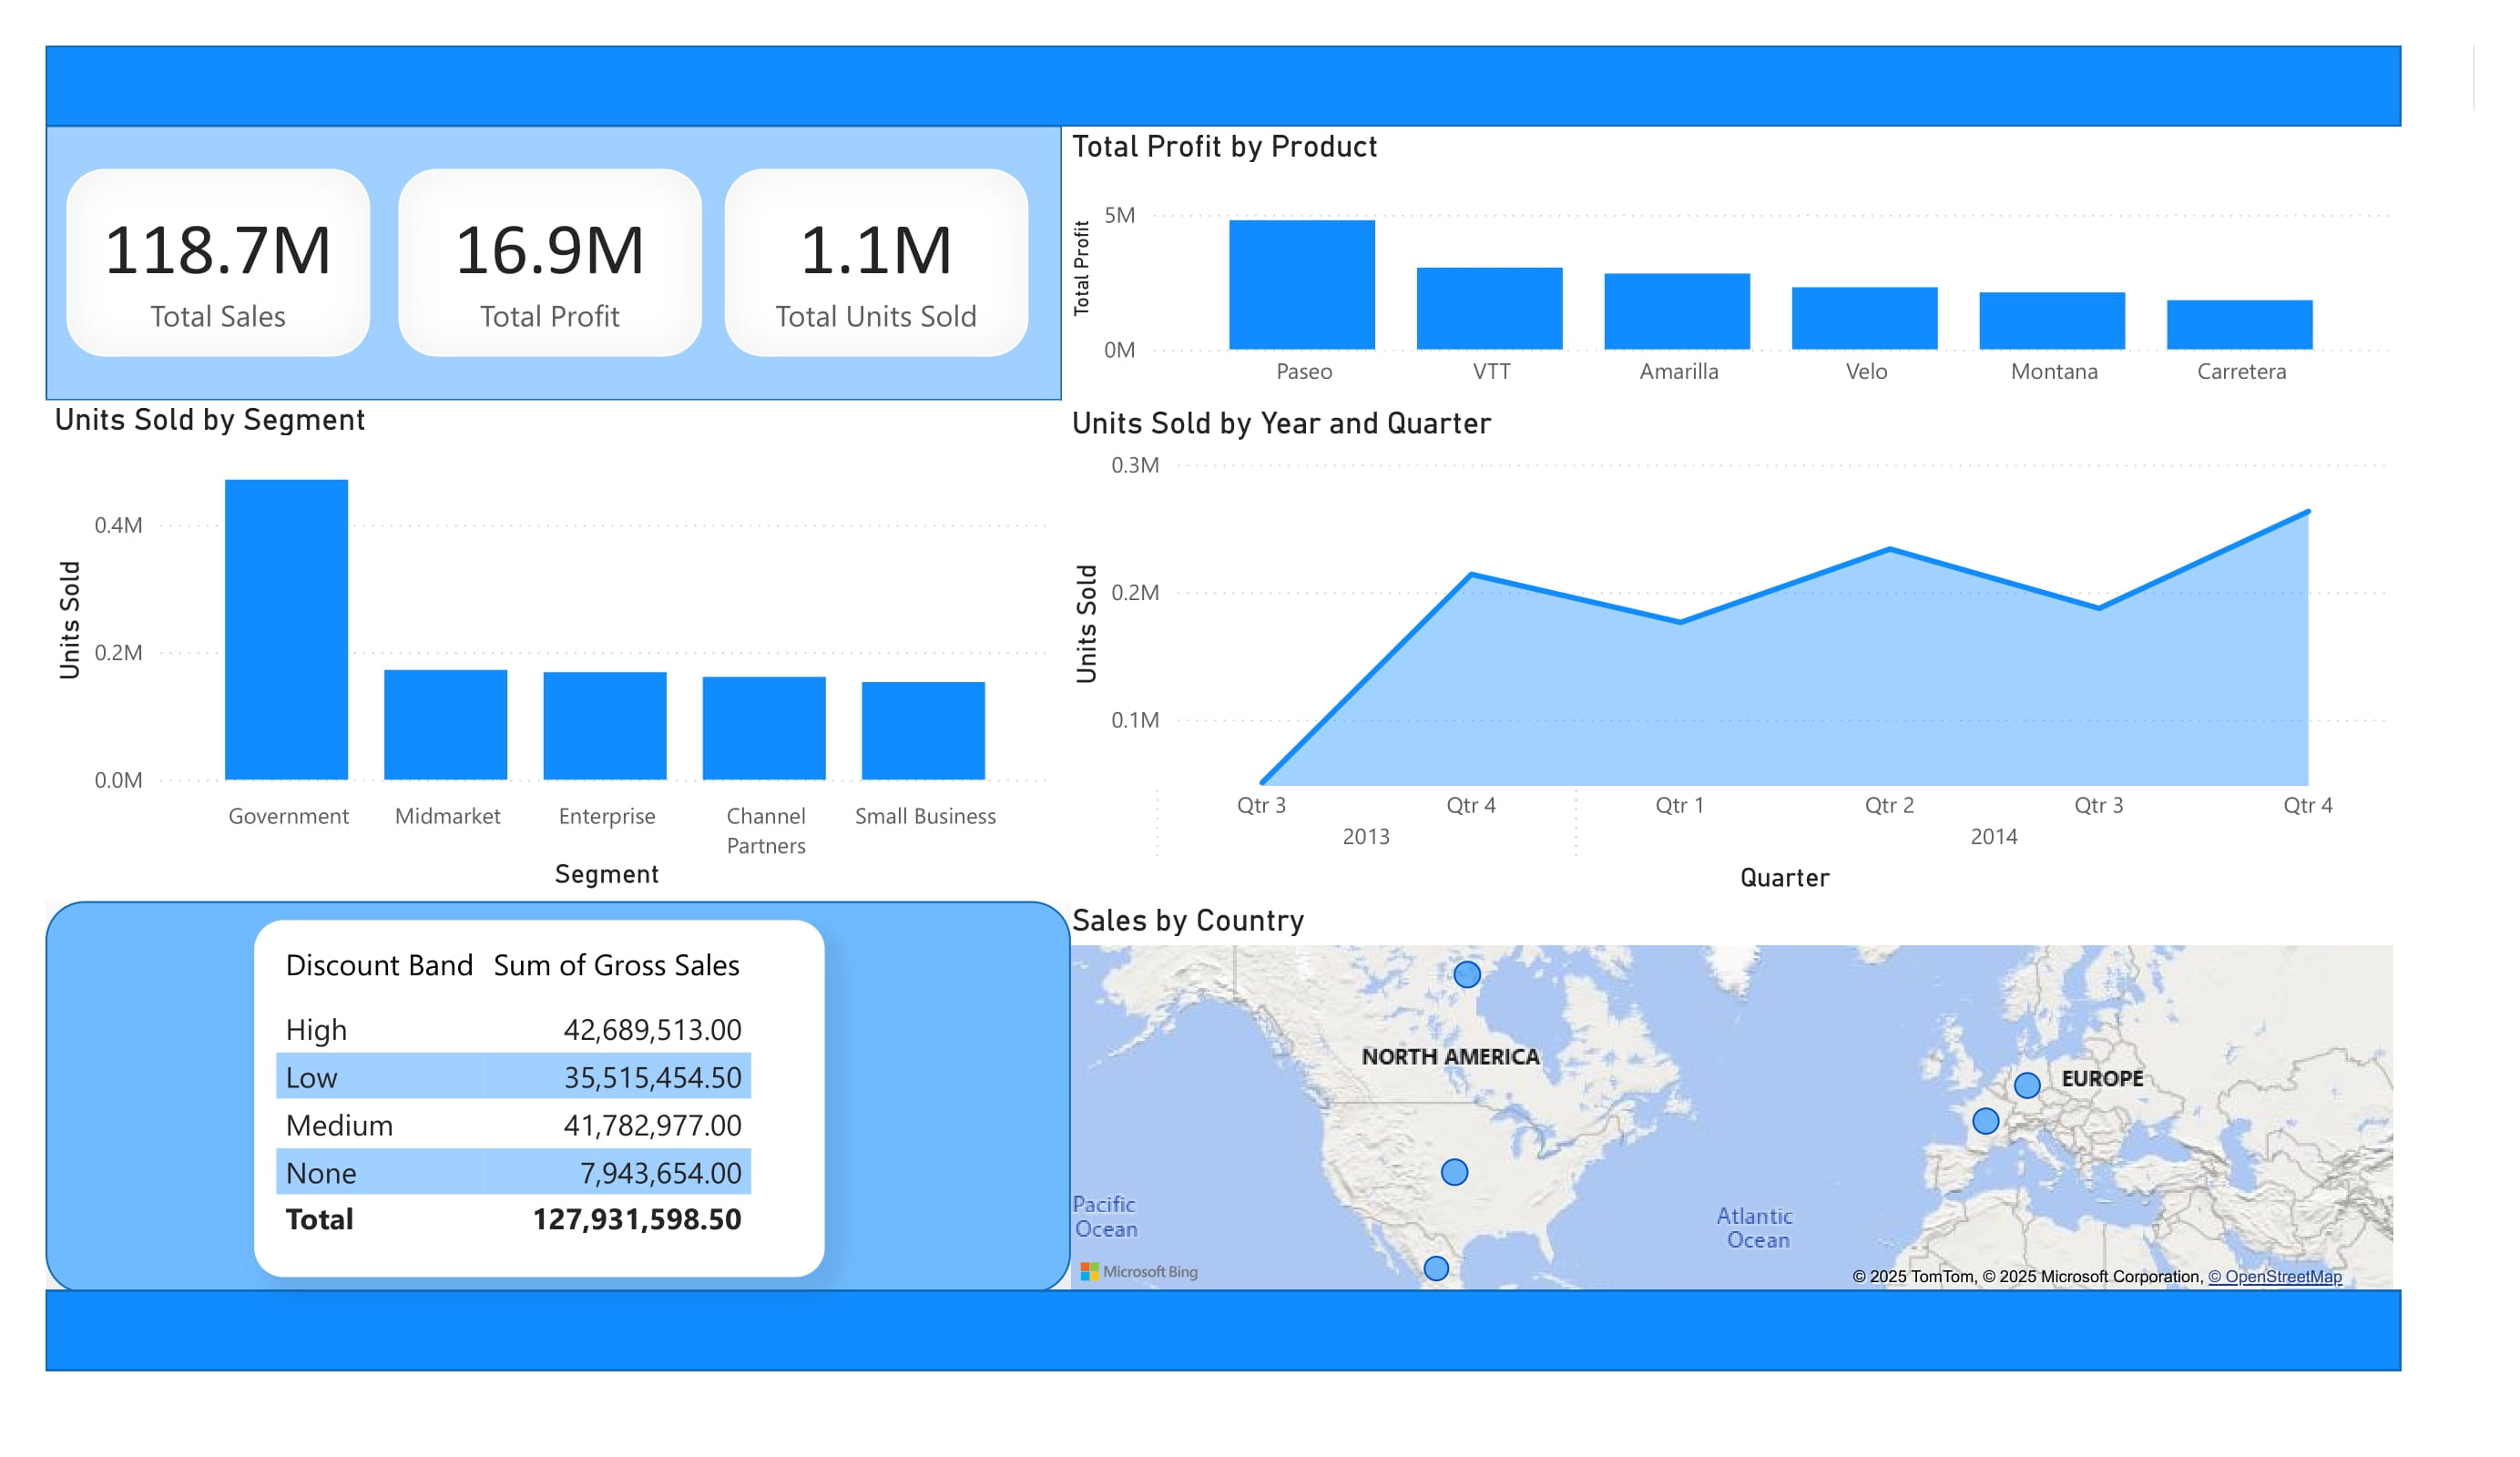 118.7M
Total Sales
16.9M
Total Profit
1.1M
Total Units Sold
Total Profit by Product
Total Profit
5M
0M
Paseo VTT Amarilla Velo Montana Carretera
Units Sold by Segment
Units Sold
0.4M
0.2M
0.0M
Government Midmarket Enterprise Channel Partners Small Business
Segment
Units Sold by Year and Quarter
Units Sold
0.3M
0.2M
0.1M
Qtr 3 Qtr 4 Qtr 1 Qtr 2 Qtr 3 Qtr 4
2013 2014
Quarter
Discount Band Sum of Gross Sales
High 42,689,513.00
Low 35,515,454.50
Medium 41,782,977.00
None 7,943,654.00
Total 127,931,598.50
Sales by Country
NORTH AMERICA
EUROPE
Pacific
Ocean
Atlantic
Ocean
Microsoft Bing
© 2025 TomTom, © 2025 Microsoft Corporation, © OpenStreetMap